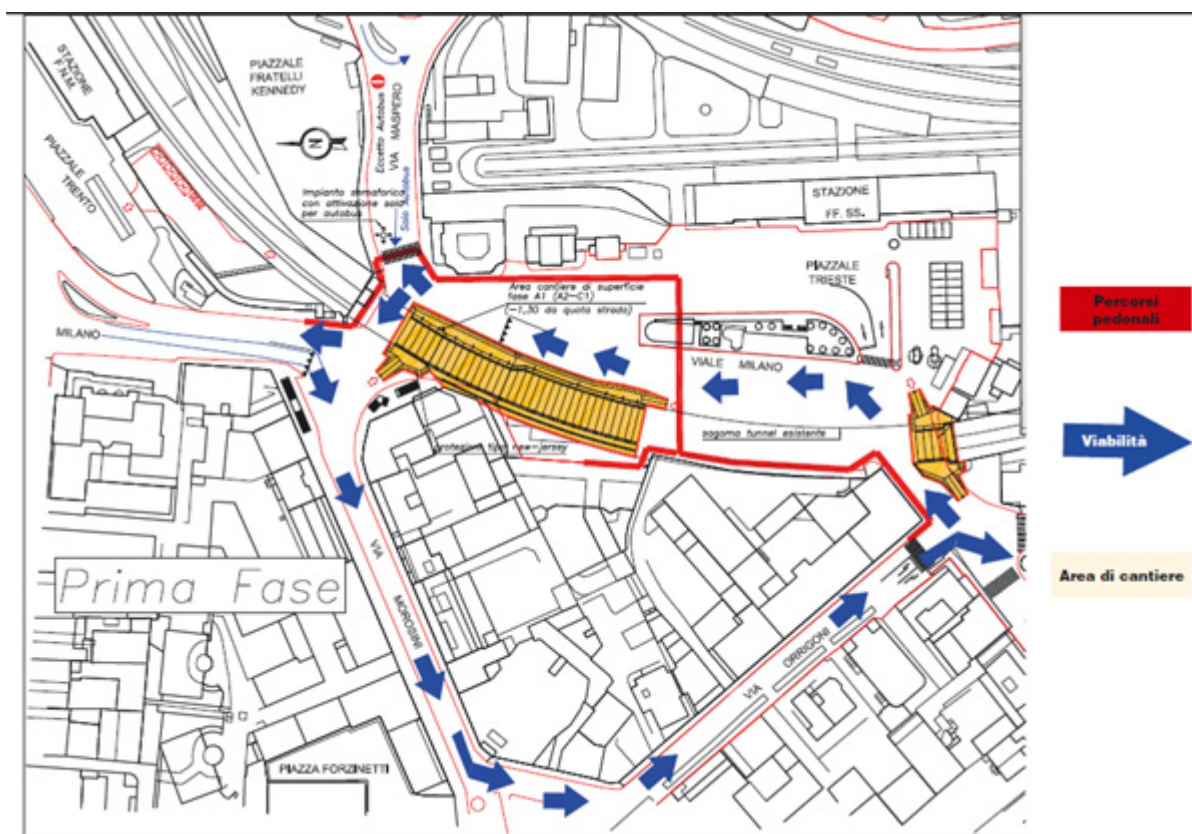 STAZIONE
F.N.M.
PIAZZALE
TRENTO
PIAZZALE
FRATELLI
KENNEDY
N
Eccetto Autobus
VIA MASPERO
Solo Autobus
Impianto semaforico
con attivazione solo
per autobus
STAZIONE
FF. SS.
PIAZZALE
TRIESTE
Area cantiere di superficie
fase A1 (A2-C1)
(-1,30 da quota strada)
MILANO
VIALE MILANO
sagoma tunnel esistente
protezioni tipo new-jersey
VIA
MOROSINI
VIA
ORRIGONI
Prima Fase
PIAZZA FORZINETTI
Percorsi
pedonali
Viabilità
Area di cantiere